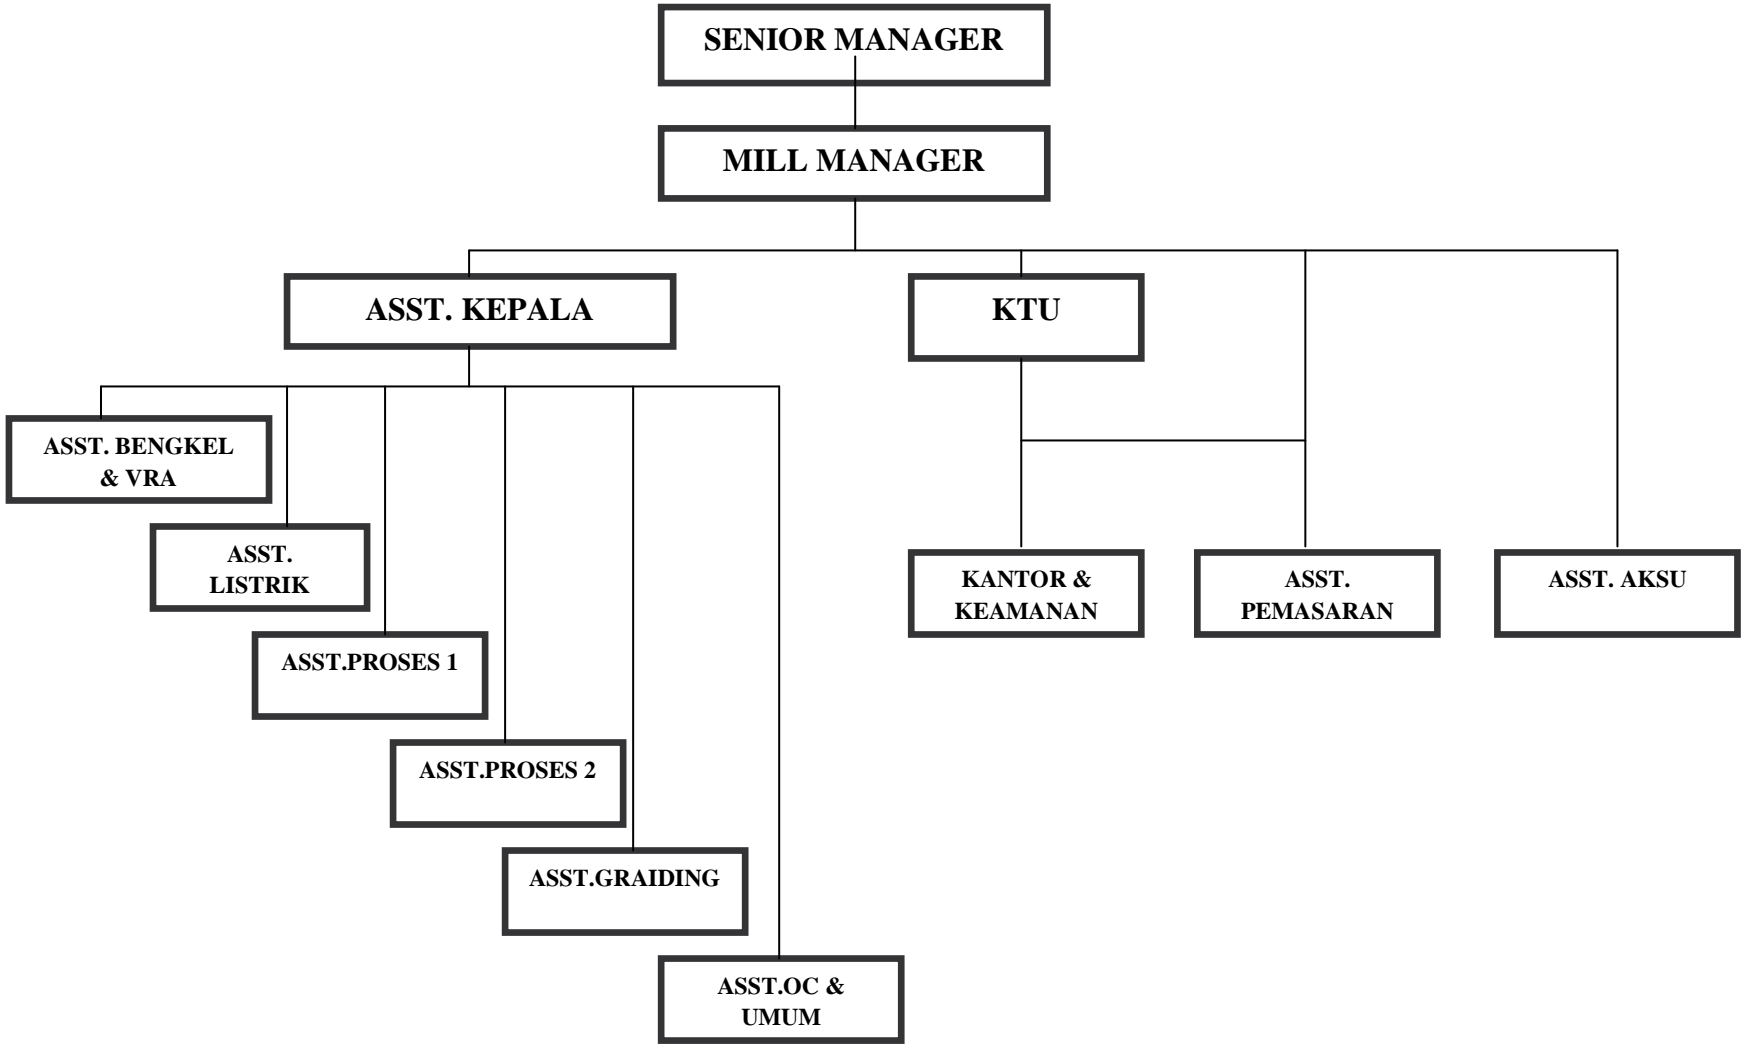 SENIOR MANAGER
MILL MANAGER
ASST. KEPALA
KTU
ASST. BENGKEL
& VRA
ASST.
LISTRIK
ASST.PROSES 1
ASST.PROSES 2
ASST.GRAIDING
ASST.OC &
UMUM
KANTOR &
KEAMANAN
ASST.
PEMASARAN
ASST. AKSU